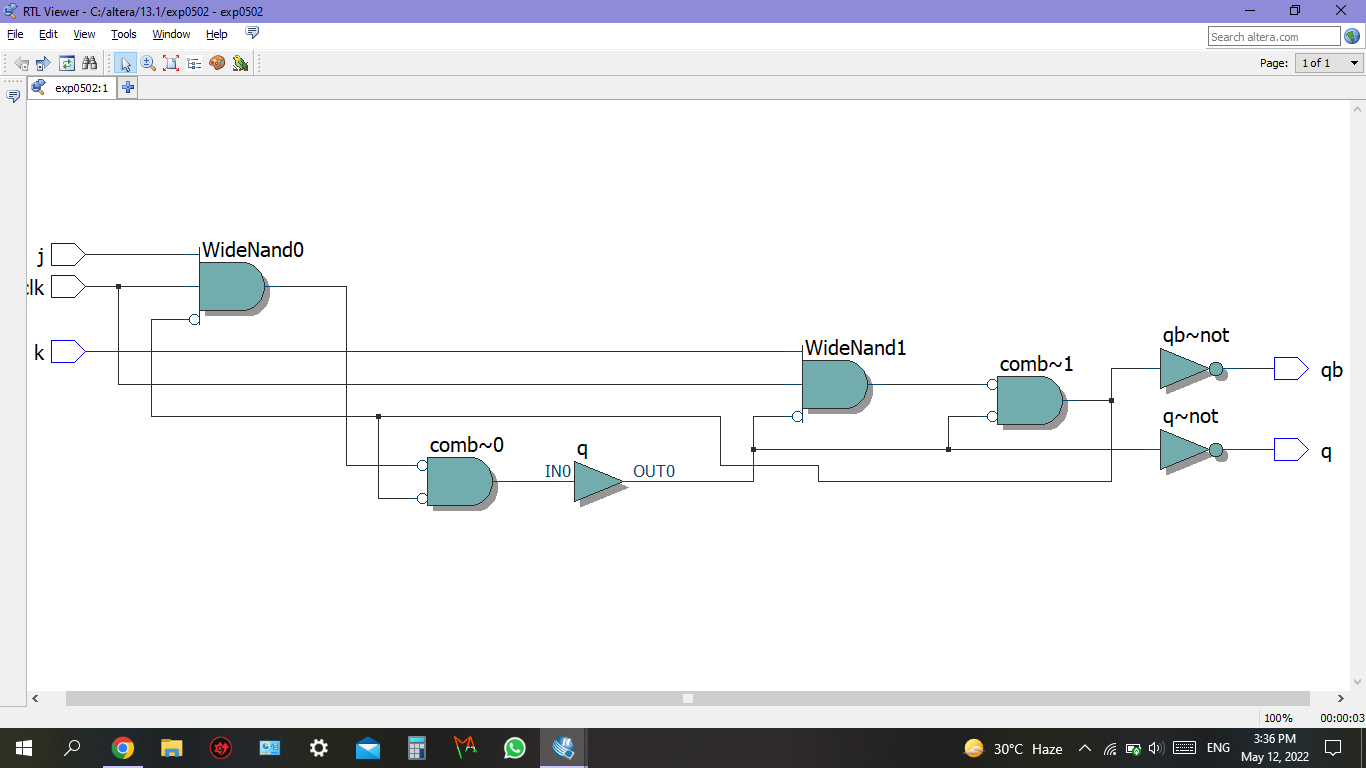 RTL Viewer - C:/altera/13.1/exp0502 - exp0502
File Edit View Tools Window Help
Search altera.com
Page: 1 of 1
exp0502:1
j
WideNand0
clk
k
WideNand1
comb~1
qb~not
qb
comb~0
q
IN0
OUT0
q~not
q
100% 00:00:03
30°C Haze
ENG
3:36 PM
May 12, 2022